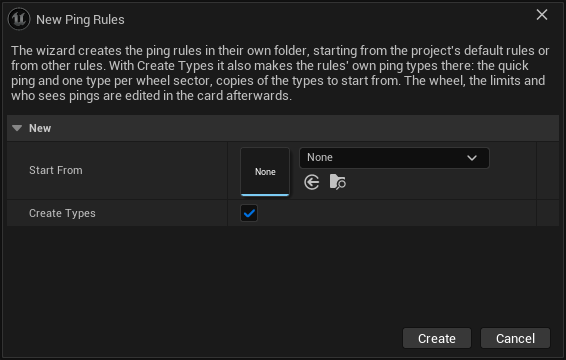 New Ping Rules
The wizard creates the ping rules in their own folder, starting from the project's default rules or
from other rules. With Create Types it also makes the rules' own ping types there: the quick
ping and one type per wheel sector, copies of the types to start from. The wheel, the limits and
who sees pings are edited in the card afterwards.
New
Start From
None
None
Create Types
Create
Cancel